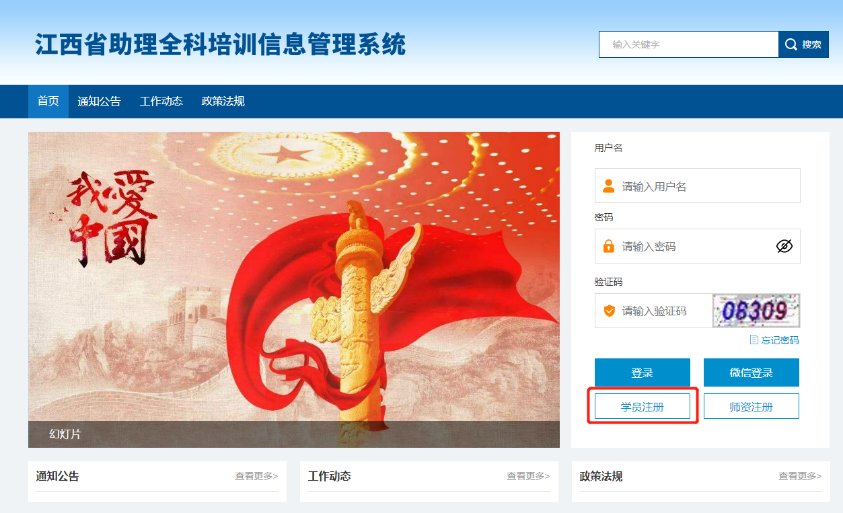 江西省助理全科培训信息管理系统
输入关键字
搜索
首页 通知公告 工作动态 政策法规
我爱
中國
幻灯片
用户名
请输入用户名
密码
请输入密码
验证码
请输入验证码 08309
忘记密码
登录 微信登录
学员注册 师资注册
通知公告 查看更多>
工作动态 查看更多>
政策法规 查看更多>